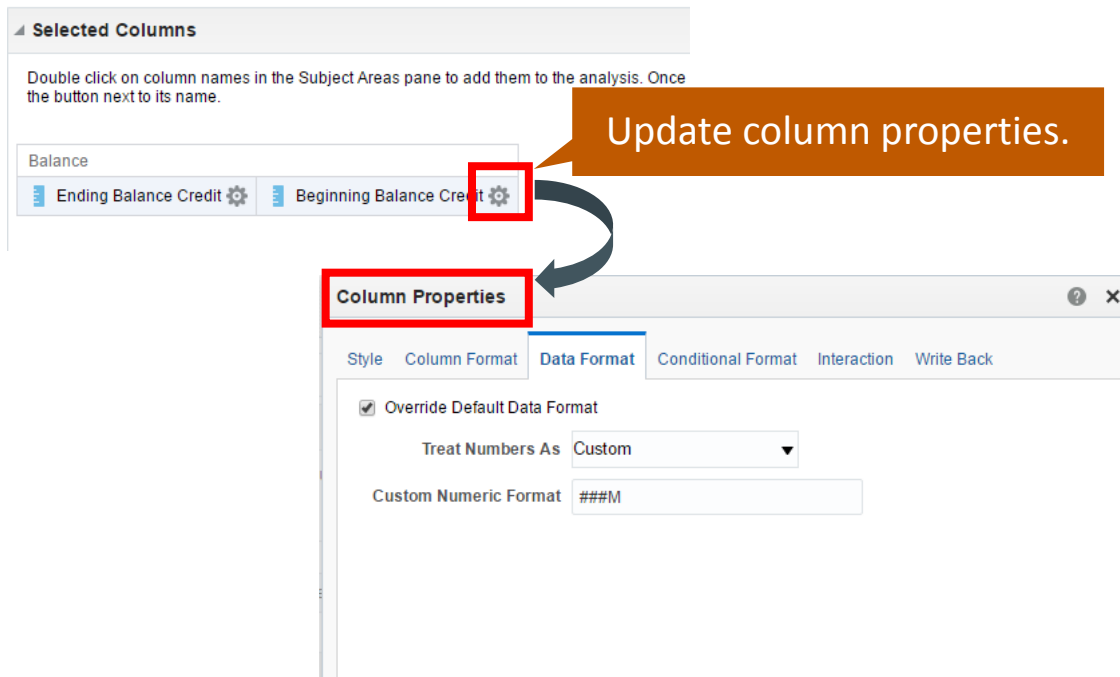 Selected Columns
Double click on column names in the Subject Areas pane to add them to the analysis. Once
the button next to its name.
Update column properties.
Balance
Ending Balance Credit
Beginning Balance Credit
Column Properties
Style Column Format Data Format Conditional Format Interaction Write Back
Override Default Data Format
Treat Numbers As Custom
Custom Numeric Format ###M